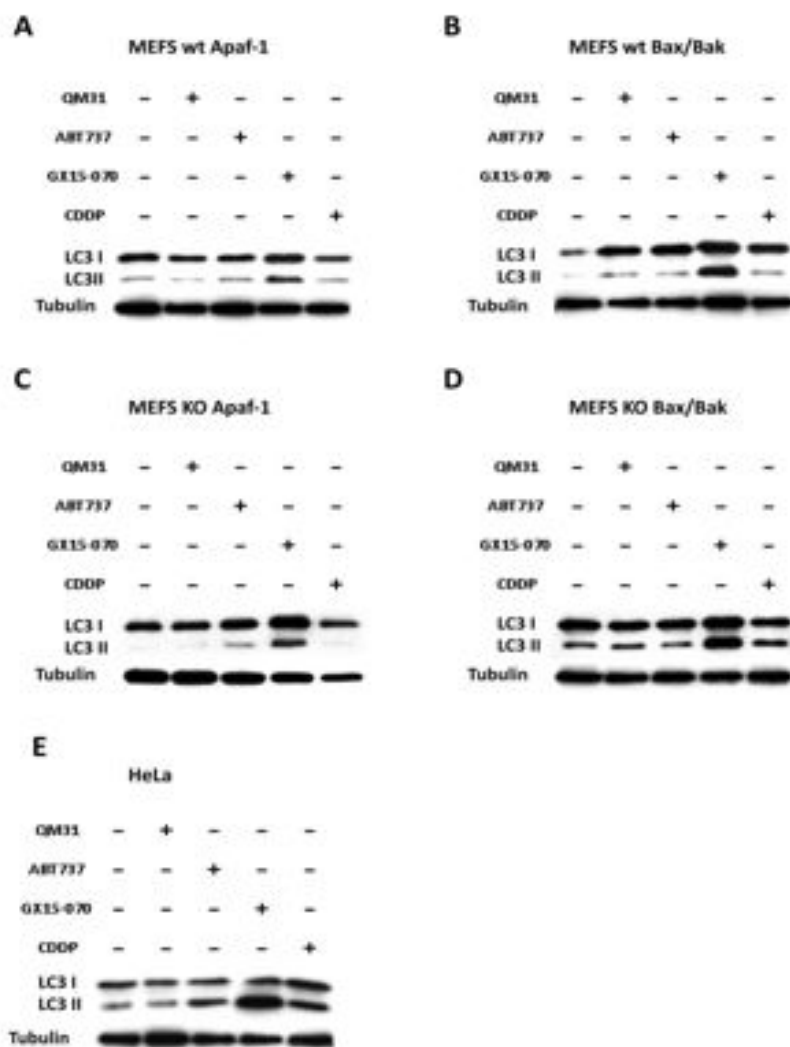 A
MEFS wt Apaf-1
QM31 – + – – –
ABT737 – – + – –
GX15-070 – – – + –
CDDP – – – – +
LC3 I
LC3II
Tubulin
B
MEFS wt Bax/Bak
QM31 – + – – –
ABT737 – – + – –
GX15-070 – – – + –
CDDP – – – – +
LC3 I
LC3 II
Tubulin
C
MEFS KO Apaf-1
QM31 – + – – –
ABT737 – – + – –
GX15-070 – – – + –
CDDP – – – – +
LC3 I
LC3 II
Tubulin
D
MEFS KO Bax/Bak
QM31 – + – – –
ABT737 – – + – –
GX15-070 – – – + –
CDDP – – – – +
LC3 I
LC3 II
Tubulin
E
HeLa
QM31 – + – – –
ABT737 – – + – –
GX15-070 – – – + –
CDDP – – – – +
LC3 I
LC3 II
Tubulin